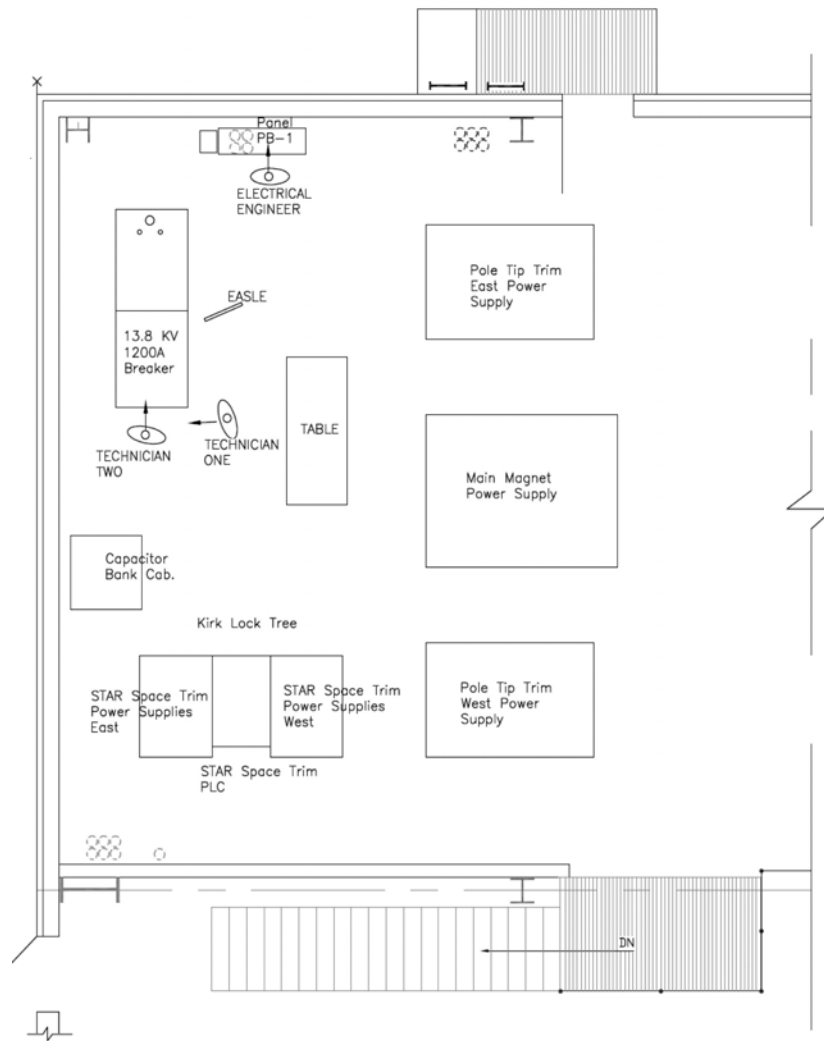 Panel
PB-1
ELECTRICAL
ENGINEER
Pole Tip Trim
East Power
Supply
EASLE
13.8 KV
1200A
Breaker
TABLE
TECHNICIAN
ONE
TECHNICIAN
TWO
Main Magnet
Power Supply
Capacitor
Bank Cab.
Kirk Lock Tree
STAR Space Trim
Power Supplies
East
STAR Space Trim
Power Supplies
West
Pole Tip Trim
West Power
Supply
STAR Space Trim
PLC
DN